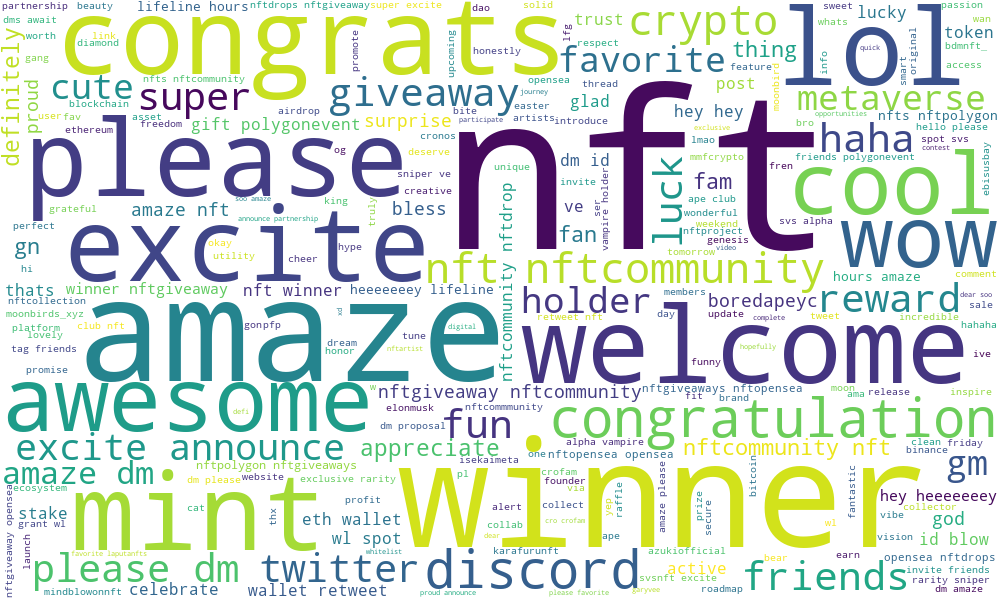 partnership beauty lifeline hours nftdrops nftgiveaway super excite dao solid sweet passion
dms await link congrats promote upcoming honestly lfg trust crypto lol whats lucky wan
worth diamond respect favorite thing feature info token
definitely gang proud nfts nftcommunity opensea thread post moonbird quick smart original bdmnft_ access
cute super giveaway journey glad metaverse
blockchain asset airdrop bite easter hey hey opportunities nfts nftpolygon
user fav freedom gift polygonevent surprise participate artists introduce exclusive bro hello please
ethereum og cronos nft lmao haha spot svs contest
please deserve unique dm id luck mmfcrypto friends polygonevent
sniper ve invite fam fren cool ebisusbay
soo amaze king creative ser vampire holder ape club
grateful amaze nft truly bless ve wonderful svs alpha
announce partnership weekend
perfect excite hype fan nftproject wow
gn okay genesis
hi utility cheer nftcommunity nftdrop video tomorrow
nft nftcommunity hours amaze comment
thats winner nftgiveaway nft winner heeeeeey lifeline holder members boredapeyc reward dear soo
nftcollection sale
moonbirds_xyz amaze gonpfp pd digital retweet nft day update tweet incredible
platform club nft welcome complete hahaha
lovely dream tune
tag friends honor nftartist hopefully funny ive
promise
awesome w nftgiveaway nftcommunity nftgiveaways nftopensea moon release inspire
fit brand ama
defi elonmusk nftcommmunity congratulation
dm proposal fun
excite announce appreciate one alpha vampire nftcommunity nft clean friday
isekaimeta nftopensea opensea binance
amaze dm nftpolygon nftgiveaways pl crofam gm
dm please website exclusive rarity founder via bitcoin
ecosystem mint winner amaze please fantastic hey heeeeeey
nftgiveaway opensea stake cat thx profit alert collect yep raffle prize secure collector
grant wl eth wallet collab cro crofam wl vibe god
launch wl spot dear ape vision id blow
favorite laputanfts whitelist karafurunft azukiofficial bear earn opensea nftdrops
please dm twitter discord svsnft excite active friends invite friends
mindblowonnft celebrate wallet retweet proud announce please favorite garyvee roadmap rarity sniper
dm amaze